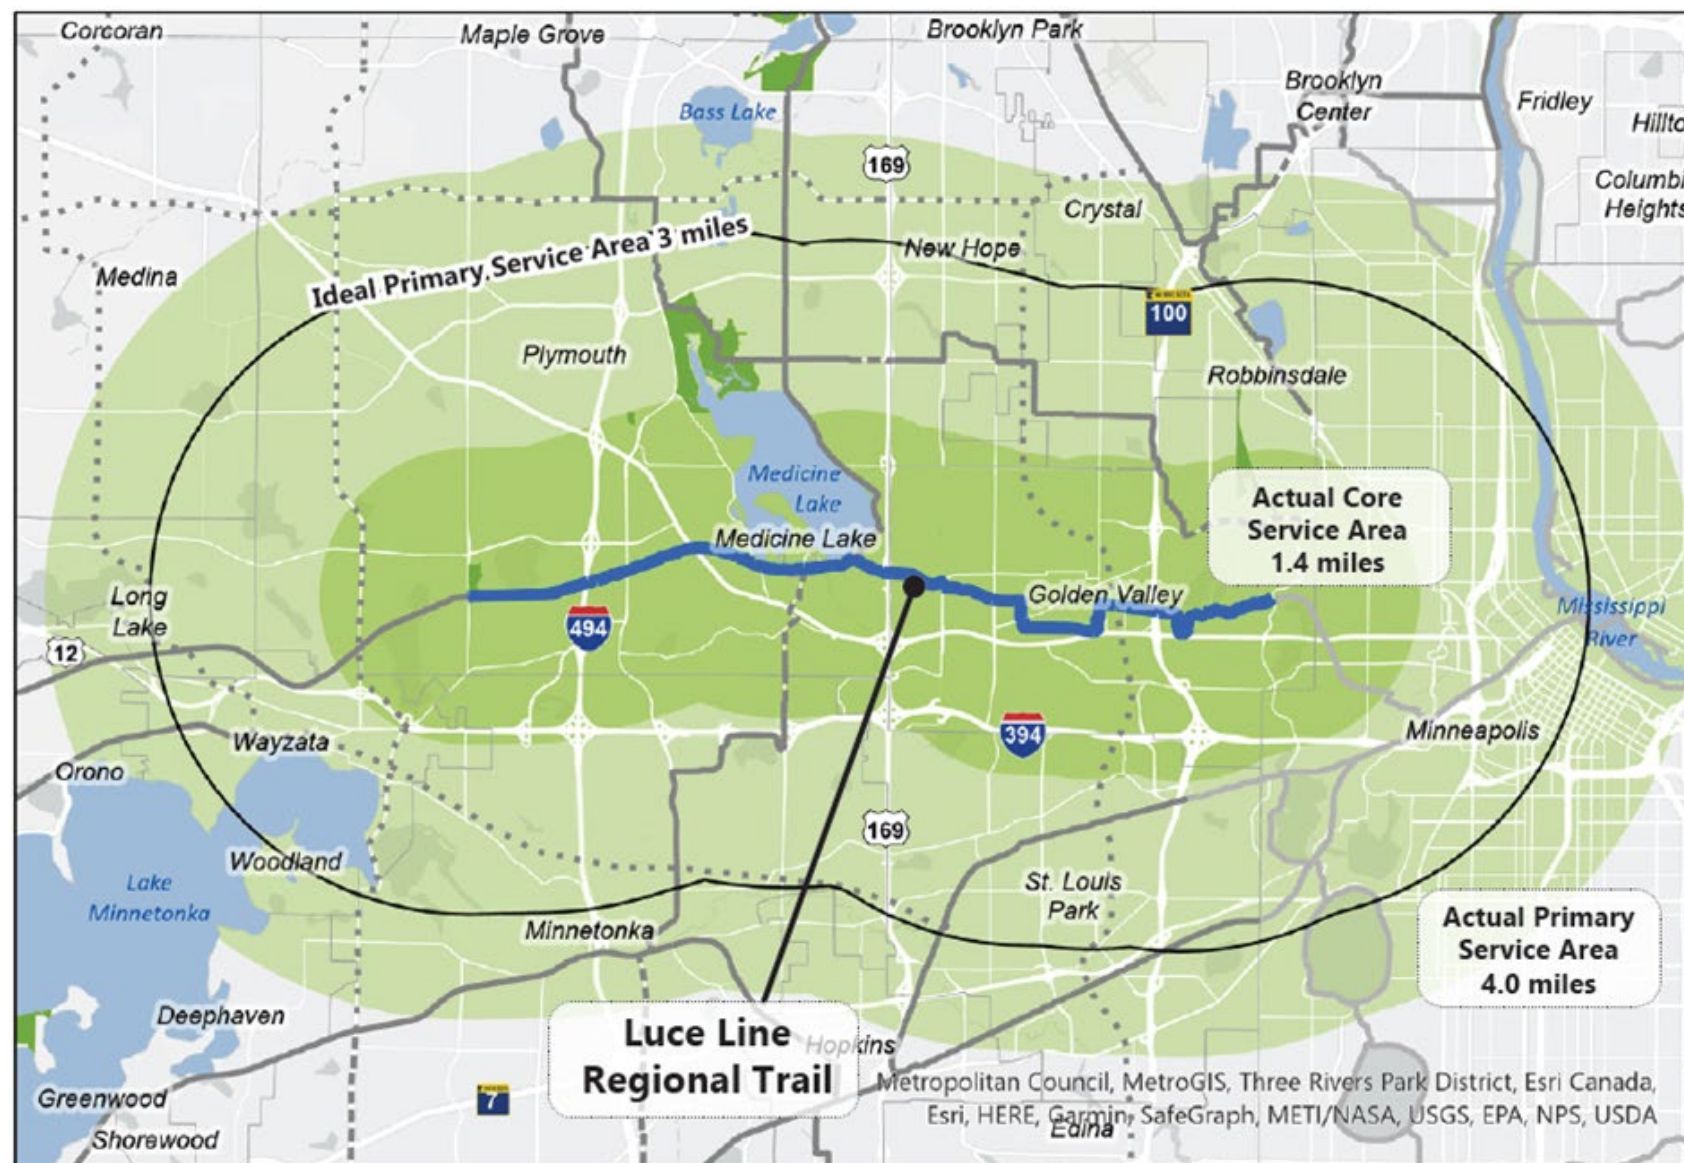 Corcoran
Maple Grove
Brooklyn Park
Brooklyn
Center
Fridley
Bass Lake
169
Columbi
Heights
Crystal
New Hope
Medina
Ideal Primary Service Area 3 miles
100
Plymouth
Robbinsdale
Medicine
Lake
Actual Core
Service Area
1.4 miles
Medicine Lake
Golden Valley
Long
Lake
12
494
Mississippi
River
Wayzata
394
Minneapolis
Orono
169
Woodland
Lake
Minnetonka
St. Louis
Park
Minnetonka
Actual Primary
Service Area
4.0 miles
Deephaven
Luce Line
Regional Trail
Hopkins
Greenwood
7
Shorewood
Edina
Metropolitan Council, MetroGIS, Three Rivers Park District, Esri Canada,
Esri, HERE, Garmin, SafeGraph, METI/NASA, USGS, EPA, NPS, USDA